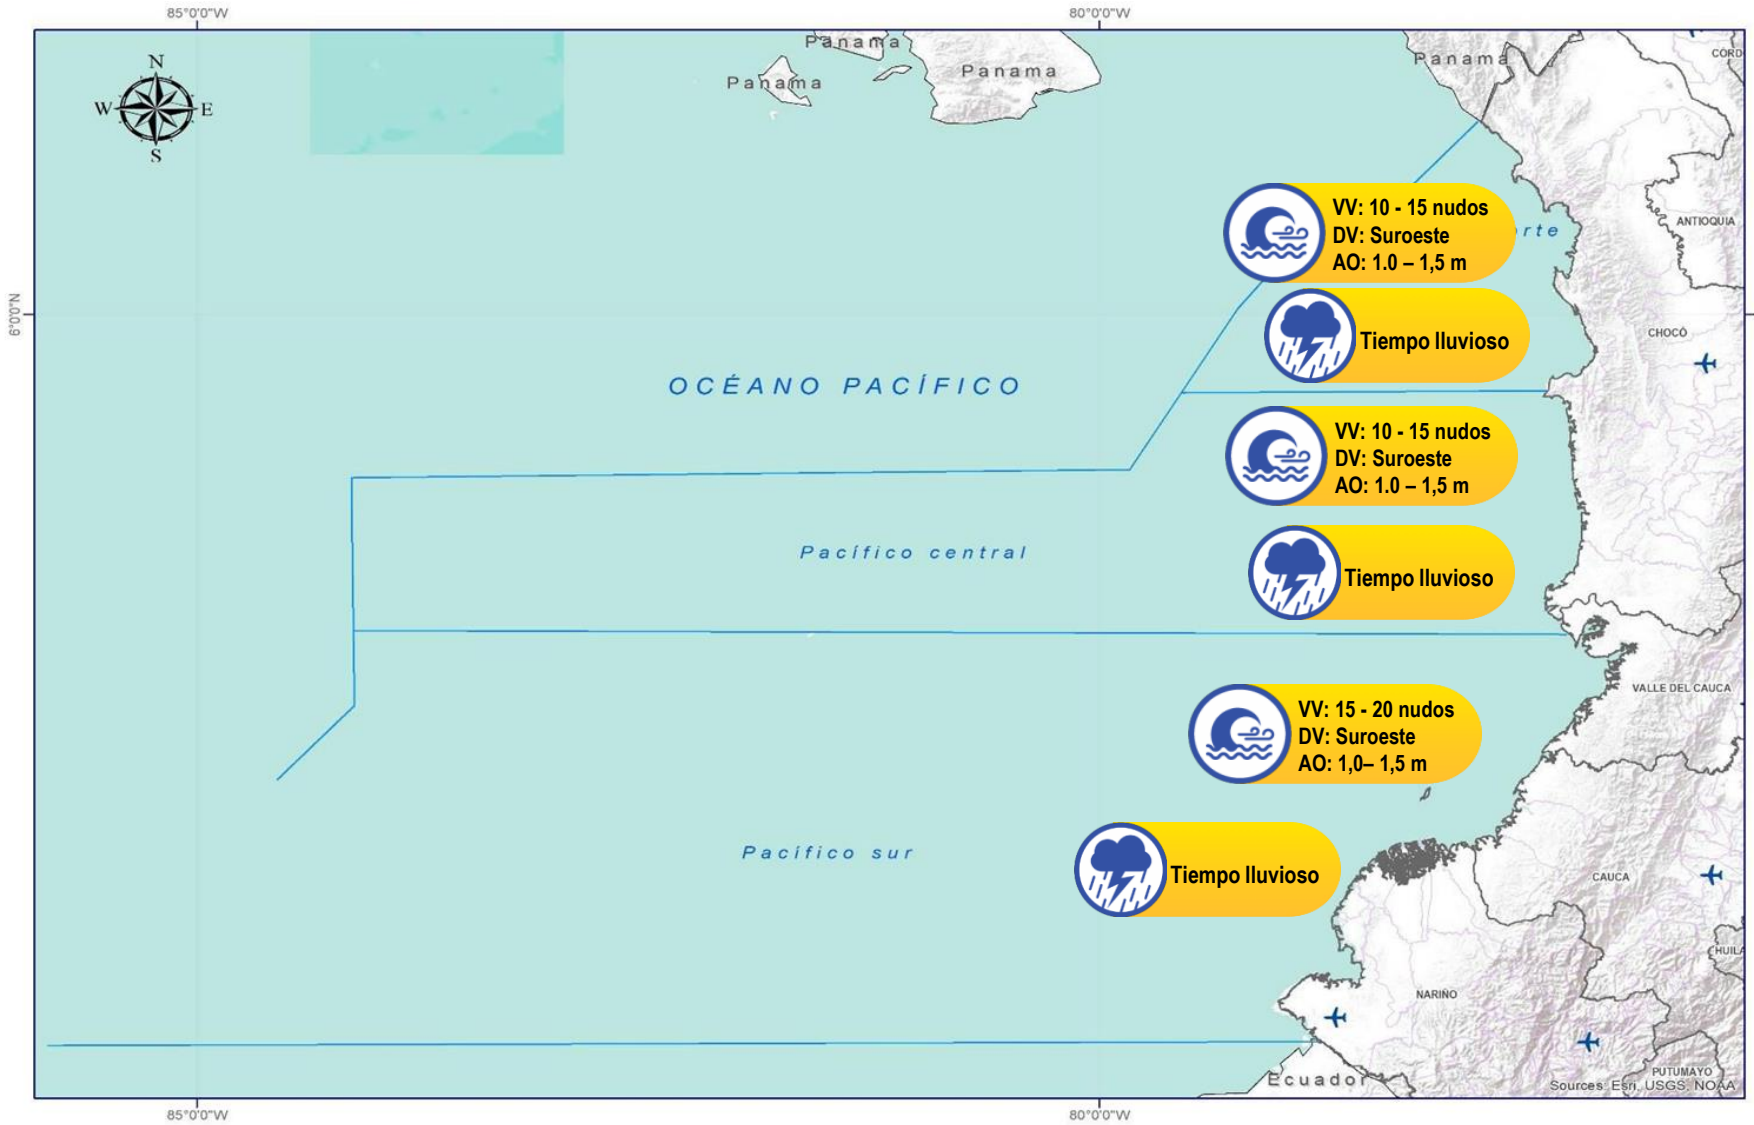 85°0'0"W
80°0'0"W
N
W
E
S
Panama
Panama
Panama
Panama
ANTIOQUIA
VV: 10 - 15 nudos
DV: Suroeste
AO: 1.0 – 1,5 m
6°0'0"N
CHOCÓ
Tiempo lluvioso
OCÉANO PACÍFICO
VV: 10 - 15 nudos
DV: Suroeste
AO: 1.0 – 1,5 m
Pacífico central
Tiempo lluvioso
VALLE DEL CAUCA
VV: 15 - 20 nudos
DV: Suroeste
AO: 1,0– 1,5 m
Pacífico sur
Tiempo lluvioso
CAUCA
HUILA
NARIÑO
PUTUMAYO
Ecuador
Sources: Esri, USGS, NOAA
85°0'0"W
80°0'0"W